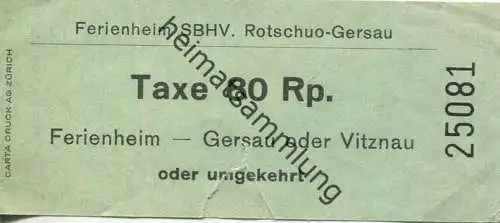 Ferienheim SBHV. Rotschuo-Gersau
Taxe 80 Rp.
Ferienheim — Gersau oder Vitznau
oder umgekehrt
25081
CARTA DRUCK AG. ZÜRICH
heimatsammlung